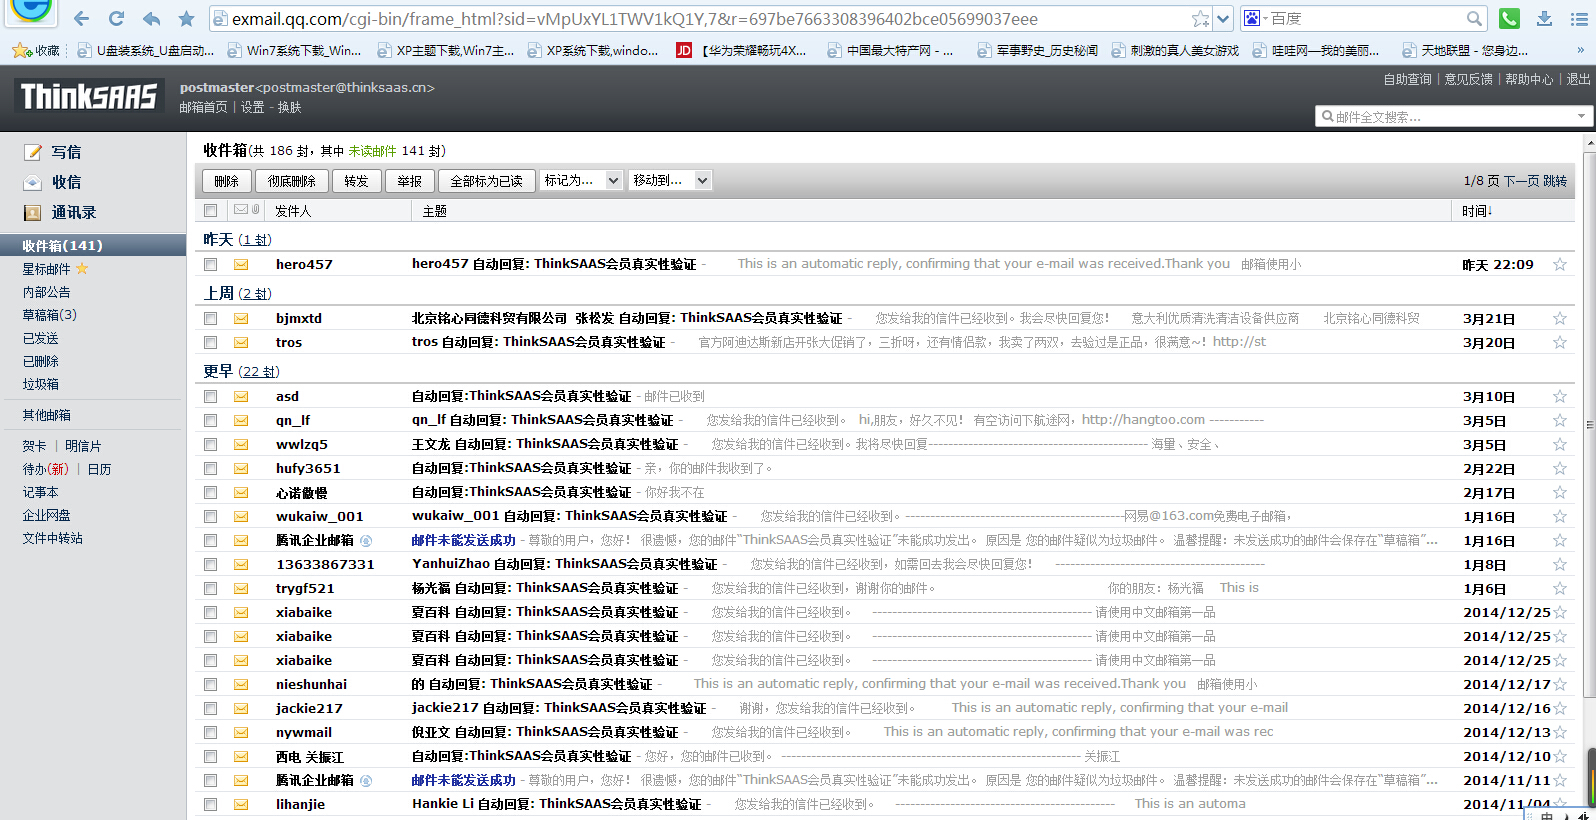 exmail.qq.com/cgi-bin/frame_html?sid=vMpUxYL1TWV1kQ1Y,7&r=697be7663308396402bce05699037eee 百度
收藏 U盘装系统_U盘启动... Win7系统下载_Win... XP主题下载,Win7主... XP系统下载,windo... JD 【华为荣耀畅玩4X... 中国最大特产网 - ... 军事野史_历史秘闻 刺激的真人美女游戏 哇哇网—我的美丽... 天地联盟 - 您身边... »
ThinkSAAS
postmaster<postmaster@thinksaas.cn>
邮箱首页 | 设置 - 换肤
自助查询 | 意见反馈 | 帮助中心 | 退出
邮件全文搜索...
写信
收信
通讯录
收件箱(141)
星标邮件
内部公告
草稿箱(3)
已发送
已删除
垃圾箱
其他邮箱
贺卡 | 明信片
待办(新) | 日历
记事本
企业网盘
文件中转站
收件箱(共 186 封，其中 未读邮件 141 封)
删除 彻底删除 转发 举报 全部标为已读 标记为... 移动到... 1/8 页 下一页 跳转
发件人 主题 时间↓
昨天 (1 封)
hero457 hero457 自动回复: ThinkSAAS会员真实性验证 - This is an automatic reply, confirming that your e-mail was received.Thank you 邮箱使用小 昨天 22:09
上周 (2 封)
bjmxtd 北京铭心同德科贸有限公司 张松发 自动回复: ThinkSAAS会员真实性验证 - 您发给我的信件已经收到。我会尽快回复您！ 意大利优质清洗清洁设备供应商 北京铭心同德科贸 3月21日
tros tros 自动回复: ThinkSAAS会员真实性验证 - 官方阿迪达斯新店开张大促销了，三折呀，还有情侣款，我卖了两双，去验过是正品，很满意~！http://st 3月20日
更早 (22 封)
asd 自动回复:ThinkSAAS会员真实性验证 - 邮件已收到 3月10日
qn_lf qn_lf 自动回复: ThinkSAAS会员真实性验证 - 您发给我的信件已经收到。 hi,朋友，好久不见！ 有空访问下航途网，http://hangtoo.com ----------- 3月5日
wwlzq5 王文龙 自动回复: ThinkSAAS会员真实性验证 - 您发给我的信件已经收到。我将尽快回复-------------------------------------------- 海量、安全、 3月5日
hufy3651 自动回复:ThinkSAAS会员真实性验证 - 亲，你的邮件我收到了。 2月22日
心诺傲慢 自动回复:ThinkSAAS会员真实性验证 - 你好我不在 2月17日
wukaiw_001 wukaiw_001 自动回复: ThinkSAAS会员真实性验证 - 您发给我的信件已经收到。--------------------------------------------网易@163.com免费电子邮箱， 1月16日
腾讯企业邮箱 邮件未能发送成功 - 尊敬的用户，您好！ 很遗憾，您的邮件“ThinkSAAS会员真实性验证”未能成功发出。 原因是 您的邮件疑似为垃圾邮件。 温馨提醒：未发送成功的邮件会保存在“草稿箱”... 1月16日
13633867331 YanhuiZhao 自动回复: ThinkSAAS会员真实性验证 - 您发给我的信件已经收到，如需回去我会尽快回复您！ ------------------------------------------ 1月8日
trygf521 杨光福 自动回复: ThinkSAAS会员真实性验证 - 您发给我的信件已经收到，谢谢你的邮件。 你的朋友：杨光福 This is 1月6日
xiabaike 夏百科 自动回复: ThinkSAAS会员真实性验证 - 您发给我的信件已经收到。 -------------------------------------------- 请使用中文邮箱第一品 2014/12/25
xiabaike 夏百科 自动回复: ThinkSAAS会员真实性验证 - 您发给我的信件已经收到。 -------------------------------------------- 请使用中文邮箱第一品 2014/12/25
xiabaike 夏百科 自动回复: ThinkSAAS会员真实性验证 - 您发给我的信件已经收到。 -------------------------------------------- 请使用中文邮箱第一品 2014/12/25
nieshunhai 的 自动回复: ThinkSAAS会员真实性验证 - This is an automatic reply, confirming that your e-mail was received.Thank you 邮箱使用小 2014/12/17
jackie217 jackie217 自动回复: ThinkSAAS会员真实性验证 - 谢谢，您发给我的信件已经收到。 This is an automatic reply, confirming that your e-mail 2014/12/16
nywmail 倪亚文 自动回复: ThinkSAAS会员真实性验证 - 您发给我的信件已经收到。 This is an automatic reply, confirming that your e-mail was rec 2014/12/13
西电 关振江 自动回复:ThinkSAAS会员真实性验证 - 您好，您的邮件已收到。 ------------------------------------------------------------ 关振江 2014/12/10
腾讯企业邮箱 邮件未能发送成功 - 尊敬的用户，您好！ 很遗憾，您的邮件“ThinkSAAS会员真实性验证”未能成功发出。 原因是 您的邮件疑似为垃圾邮件。 温馨提醒：未发送成功的邮件会保存在“草稿箱”... 2014/11/11
lihanjie Hankie Li 自动回复: ThinkSAAS会员真实性验证 - 您发给我的信件已经收到。 -------------------------------------------- This is an automa 2014/11/04
中